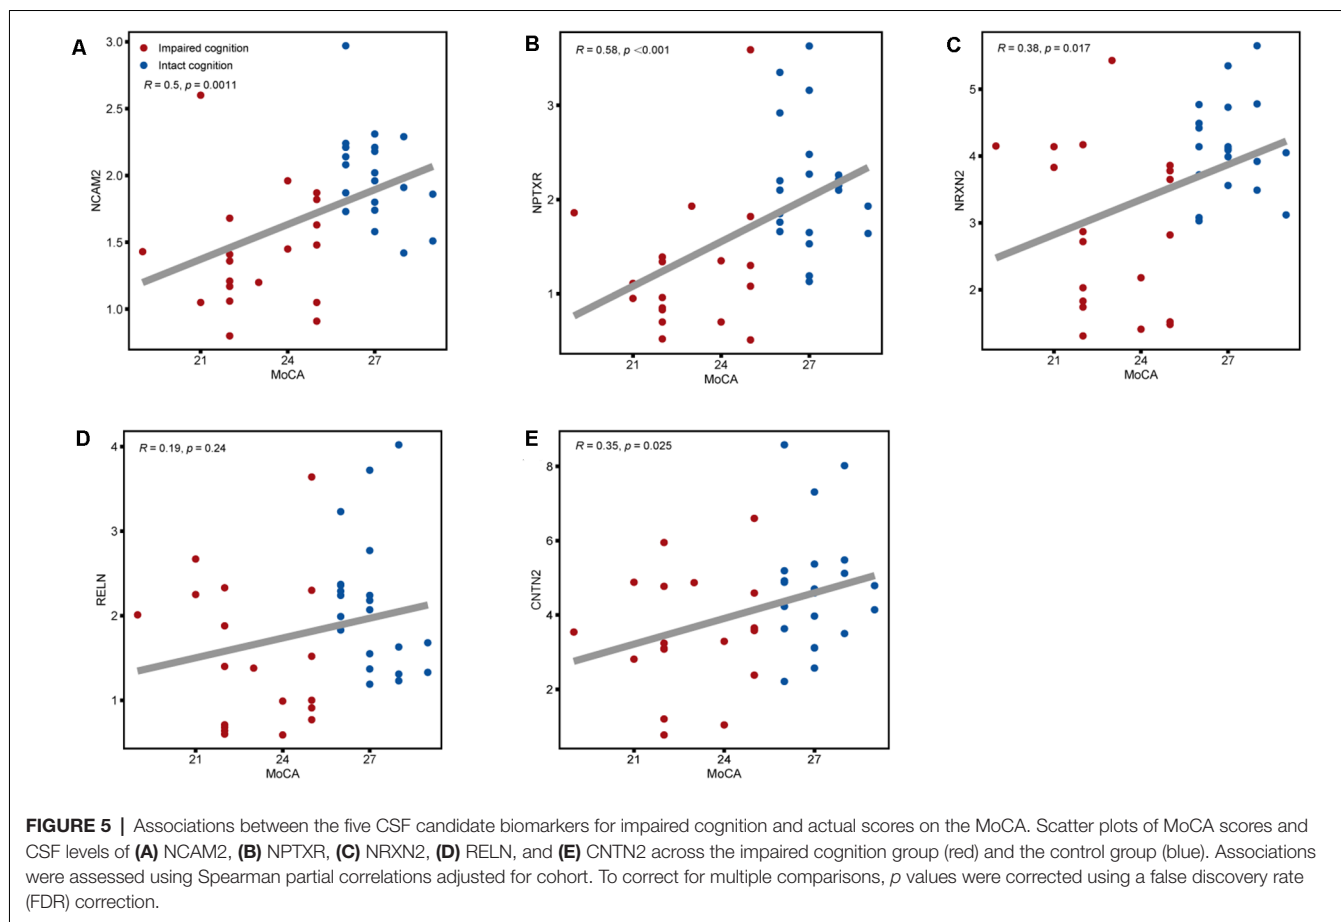 A
3.0
2.5
2.0
1.5
1.0
NCAM2
Impaired cognition
Intact cognition
R = 0.5, p = 0.0011
21
24
27
MoCA
B
R = 0.58, p <0.001
3
2
1
NPTXR
21
24
27
MoCA
C
R = 0.38, p = 0.017
5
4
3
2
NRXN2
21
24
27
MoCA
D
R = 0.19, p = 0.24
4
3
2
1
RELN
21
24
27
MoCA
E
R = 0.35, p = 0.025
8
6
4
2
CNTN2
21
24
27
MoCA
FIGURE 5 | Associations between the five CSF candidate biomarkers for impaired cognition and actual scores on the MoCA. Scatter plots of MoCA scores and
CSF levels of (A) NCAM2, (B) NPTXR, (C) NRXN2, (D) RELN, and (E) CNTN2 across the impaired cognition group (red) and the control group (blue). Associations
were assessed using Spearman partial correlations adjusted for cohort. To correct for multiple comparisons, p values were corrected using a false discovery rate
(FDR) correction.